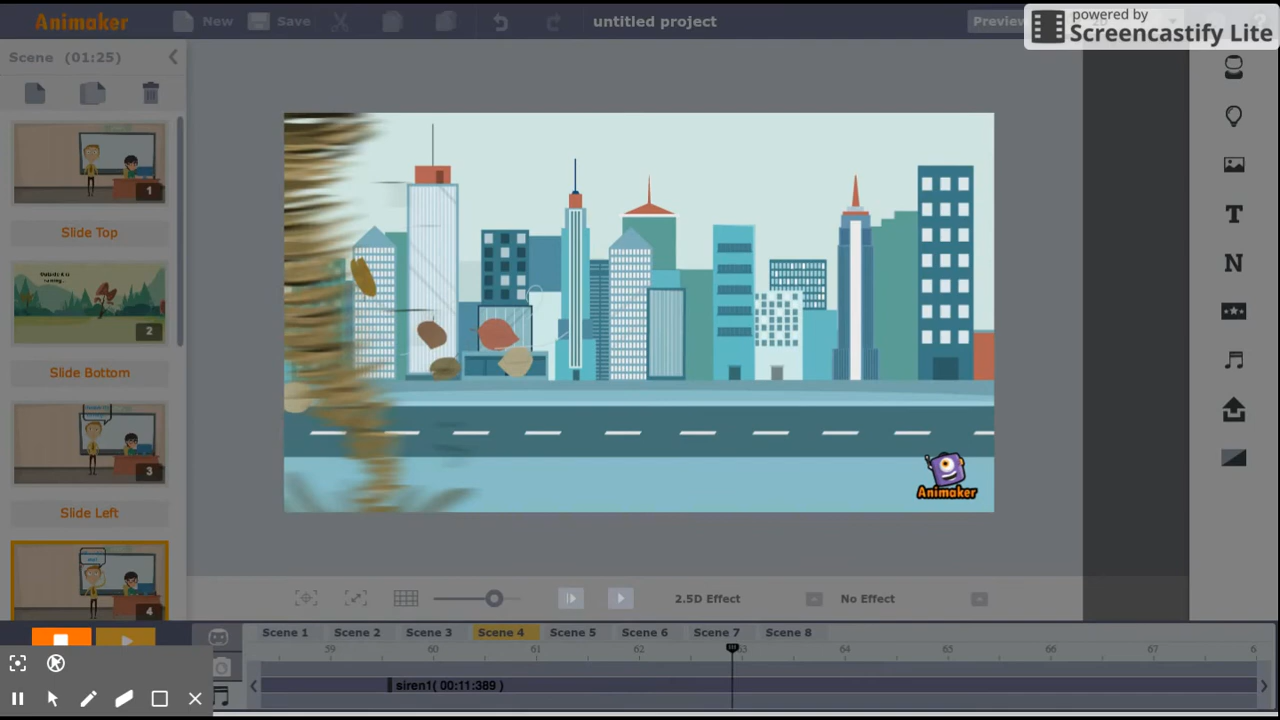 Animaker
New
Save
untitled project
Preview
powered by
Screencastify Lite
Scene (01:25)
1
Slide Top
2
Slide Bottom
3
Slide Left
4
Animaker
2.5D Effect
No Effect
Scene 1
Scene 2
Scene 3
Scene 4
Scene 5
Scene 6
Scene 7
Scene 8
59
60
61
62
63
64
65
66
67
6
siren1( 00:11:389 )
T
N